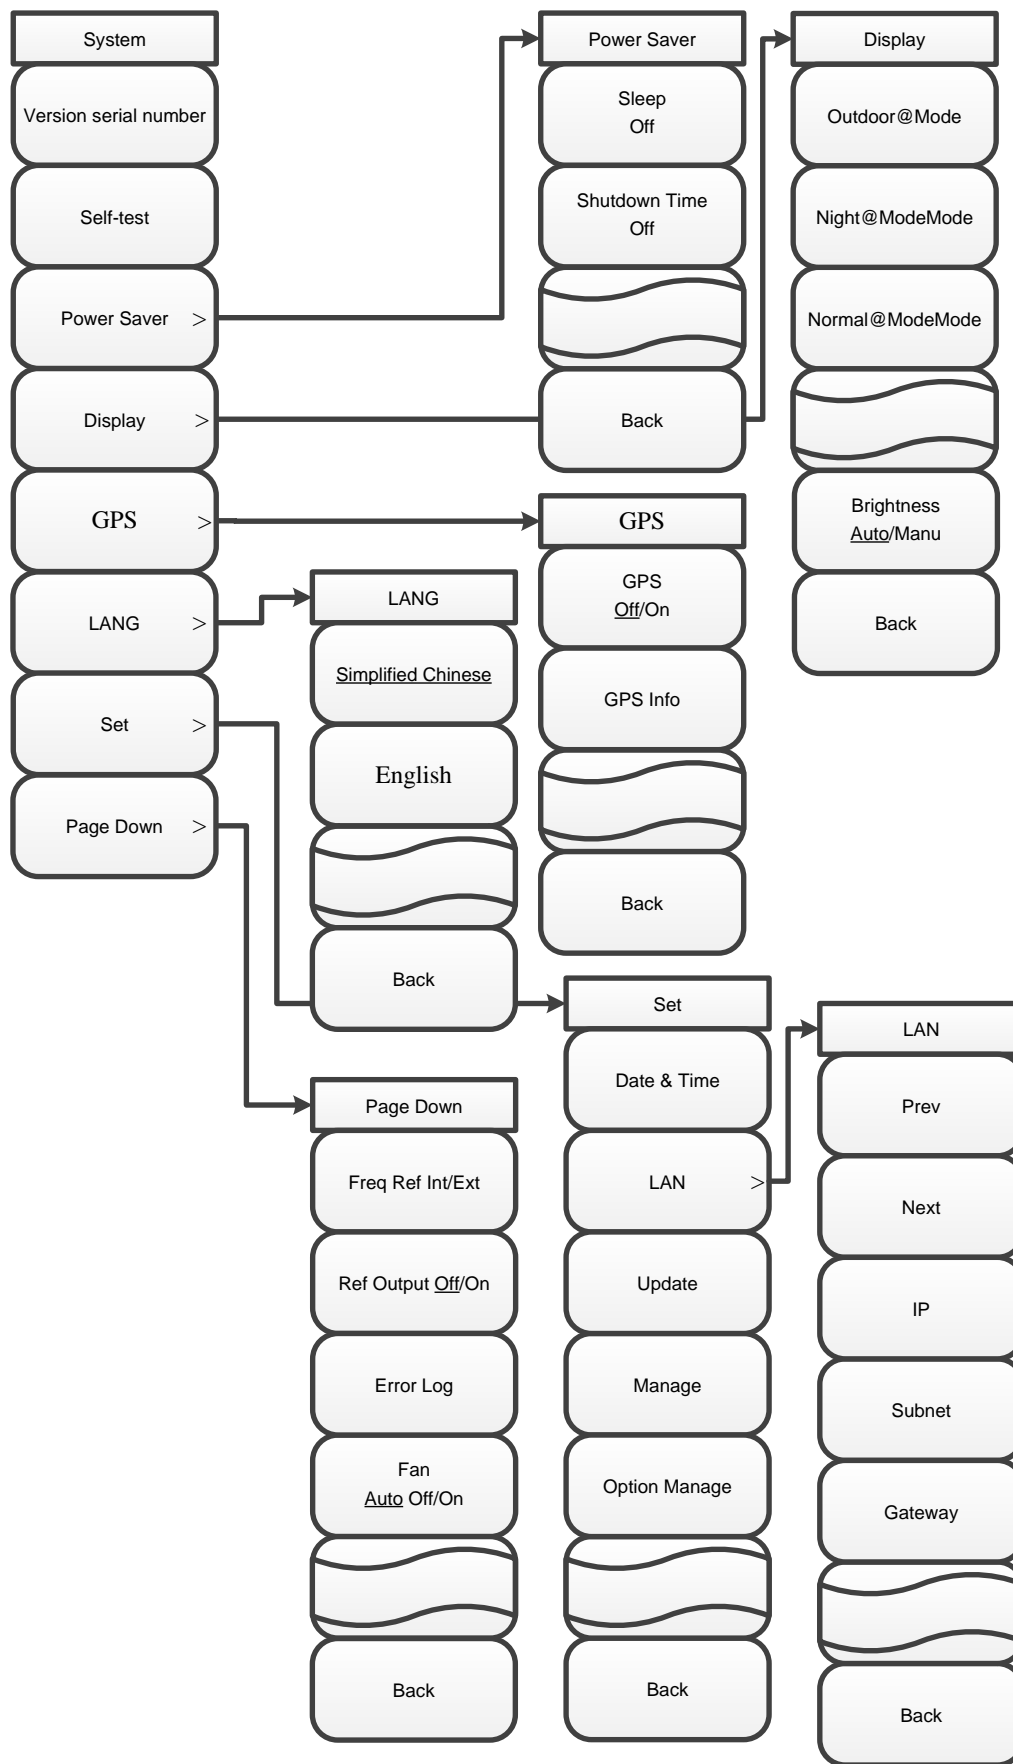 System
Version serial number
Self-test
Power Saver >
Display >
GPS >
LANG >
Set >
Page Down >
Power Saver
Sleep
Off
Shutdown Time
Off
Back
Display
Outdoor@Mode
Night@ModeMode
Normal@ModeMode
Brightness
Auto/Manu
Back
GPS
GPS
Off/On
GPS Info
Back
LANG
Simplified Chinese
English
Back
Set
Date & Time
LAN >
Update
Manage
Option Manage
Back
LAN
Prev
Next
IP
Subnet
Gateway
Back
Page Down
Freq Ref Int/Ext
Ref Output Off/On
Error Log
Fan
Auto Off/On
Back